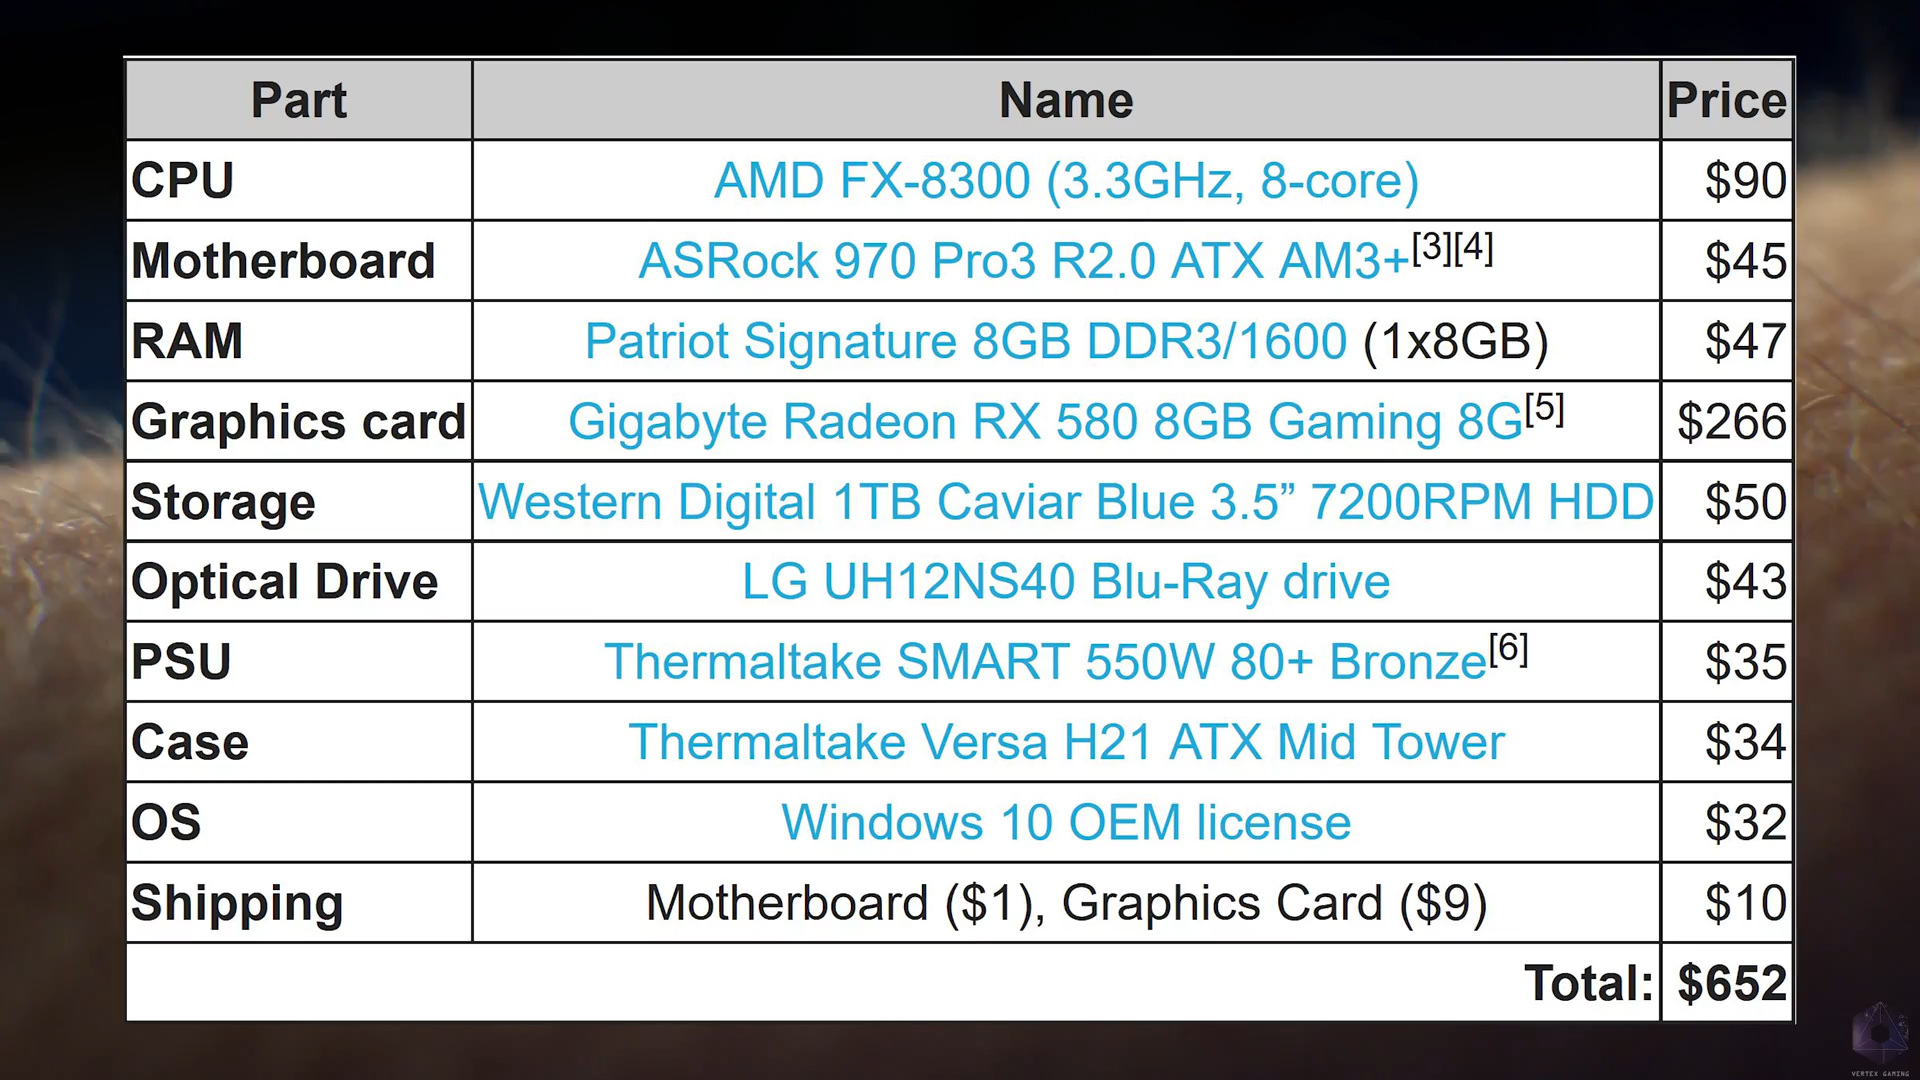 Part Name Price
CPU AMD FX-8300 (3.3GHz, 8-core) $90
Motherboard ASRock 970 Pro3 R2.0 ATX AM3+[3][4] $45
RAM Patriot Signature 8GB DDR3/1600 (1x8GB) $47
Graphics card Gigabyte Radeon RX 580 8GB Gaming 8G[5] $266
Storage Western Digital 1TB Caviar Blue 3.5” 7200RPM HDD $50
Optical Drive LG UH12NS40 Blu-Ray drive $43
PSU Thermaltake SMART 550W 80+ Bronze[6] $35
Case Thermaltake Versa H21 ATX Mid Tower $34
OS Windows 10 OEM license $32
Shipping Motherboard ($1), Graphics Card ($9) $10
Total: $652
VERTEX GAMING